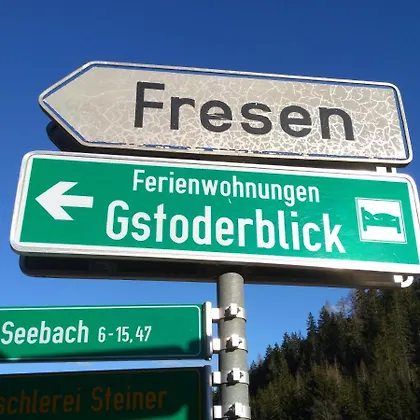 Fresen
Ferienwohnungen
Gstoderblick
Seebach 6-15, 47
schlerei Steiner